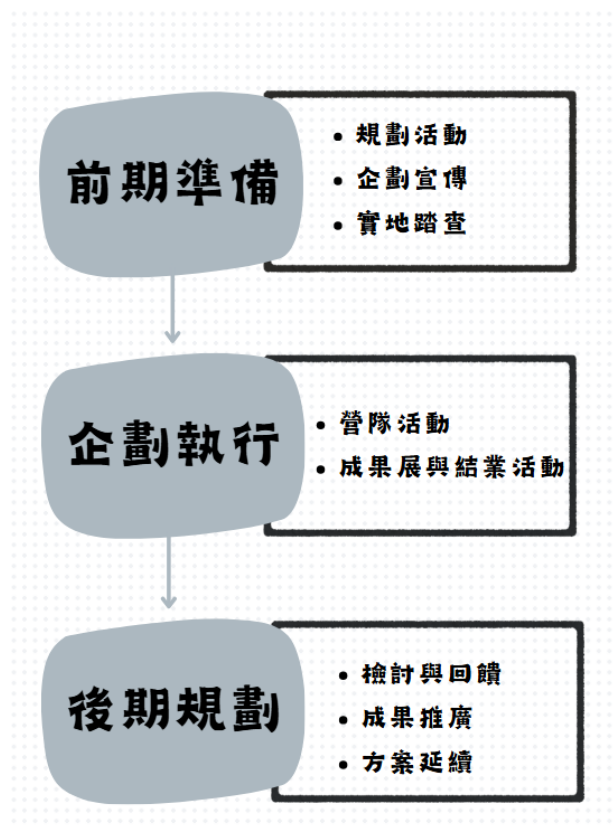 前期準備
• 規劃活動
• 企劃宣傳
• 實地踏查
企劃執行
• 營隊活動
• 成果展與結業活動
後期規劃
• 檢討與回饋
• 成果推廣
• 方案延續